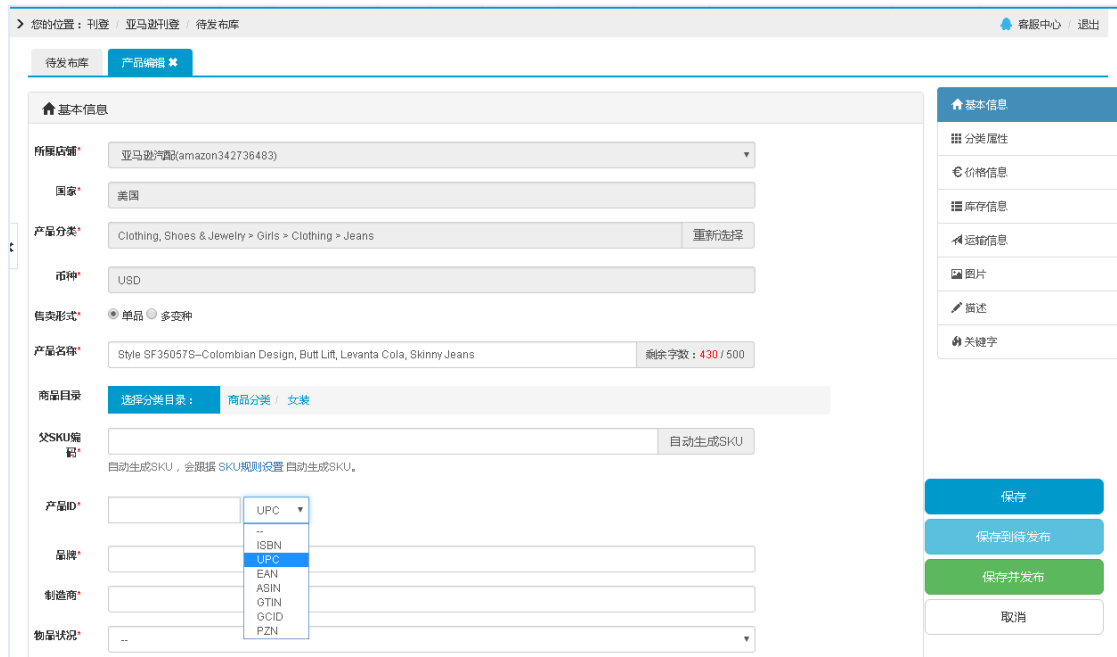 您的位置：刊登 / 亚马逊刊登 / 待发布库
客服中心 / 退出
待发布库
产品编辑 ✖
基本信息
所属店铺*
亚马逊汽配(amazon342736483)
国家*
美国
产品分类*
Clothing, Shoes & Jewelry > Girls > Clothing > Jeans
重新选择
币种*
USD
售卖形式*
单品 多变种
产品名称*
Style SF35057S--Colombian Design, Butt Lift, Levanta Cola, Skinny Jeans
剩余字数：430 / 500
商品目录
选择分类目录：
商品分类 / 女装
父SKU编
码*
自动生成SKU
自动生成SKU，会跟据 SKU规则设置 自动生成SKU。
产品ID*
UPC
--
ISBN
UPC
EAN
ASIN
GTIN
GCID
PZN
品牌*
制造商*
物品状况*
--
基本信息
分类属性
价格信息
库存信息
运输信息
图片
描述
关键字
保存
保存到待发布
保存并发布
取消